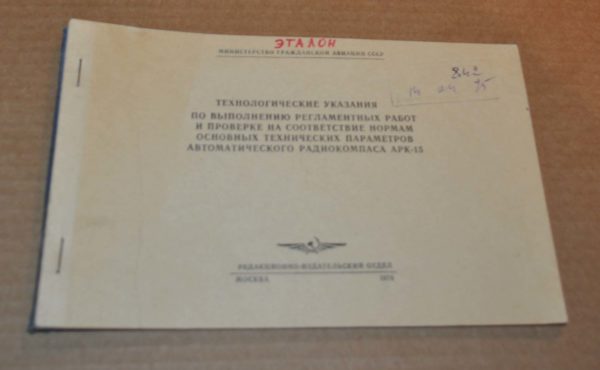 ЭТАЛОН
МИНИСТЕРСТВО ГРАЖДАНСКОЙ АВИАЦИИ СССР
ТЕХНОЛОГИЧЕСКИЕ УКАЗАНИЯ
ПО ВЫПОЛНЕНИЮ РЕГЛАМЕНТНЫХ РАБОТ
И ПРОВЕРКЕ НА СООТВЕТСТВИЕ НОРМАМ
ОСНОВНЫХ ТЕХНИЧЕСКИХ ПАРАМЕТРОВ
АВТОМАТИЧЕСКОГО РАДИОКОМПАСА АРК-15
РЕДАКЦИОННО-ИЗДАТЕЛЬСКИЙ ОТДЕЛ
МОСКВА